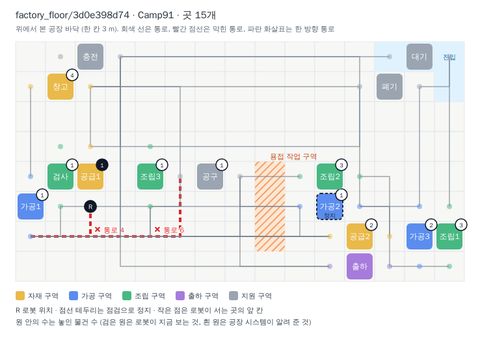 factory_floor/3d0e398d74 · Camp91 · 곳 15개
위에서 본 공장 바닥 (한 칸 3 m). 회색 선은 통로, 빨간 점선은 막힌 통로, 파란 화살표는 한 방향 통로
충전
대기
진입
창고
4
폐기
용접 작업 구역
검사
1
공급1
1
조립3
1
공구
1
조립2
3
가공1
1
R
가공2
1
정지
✕ 통로 4
✕ 통로
공급2
2
가공3
2
조립1
3
출하
자재 구역
가공 구역
조립 구역
출하 구역
지원 구역
R 로봇 위치 · 점선 테두리는 점검으로 정지 · 작은 점은 로봇이 서는 곳의 앞 칸
원 안의 수는 놓인 물건 수 (검은 원은 로봇이 지금 보는 것, 흰 원은 공장 시스템이 알려 준 것)